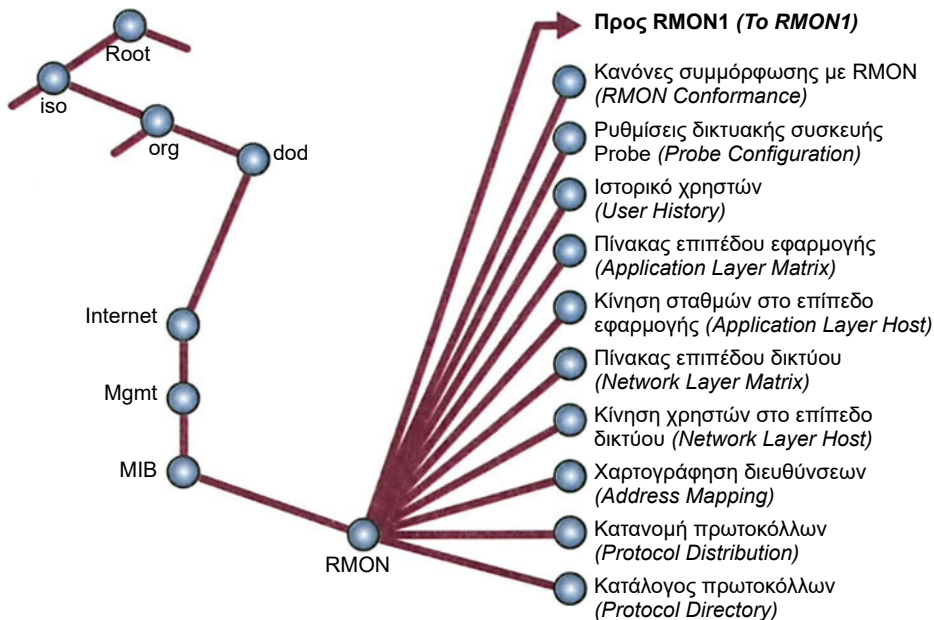 Root
iso
org
dod
Internet
Mgmt
MIB
RMON
Προς RMON1 (To RMON1)
Κανόνες συμμόρφωσης με RMON
(RMON Conformance)
Ρυθμίσεις δικτυακής συσκευής
Probe (Probe Configuration)
Ιστορικό χρηστών
(User History)
Πίνακας επιπέδου εφαρμογής
(Application Layer Matrix)
Κίνηση σταθμών στο επίπεδο
εφαρμογής (Application Layer Host)
Πίνακας επιπέδου δικτύου
(Network Layer Matrix)
Κίνηση χρηστών στο επίπεδο
δικτύου (Network Layer Host)
Χαρτογράφηση διευθύνσεων
(Address Mapping)
Κατανομή πρωτοκόλλων
(Protocol Distribution)
Κατάλογος πρωτοκόλλων
(Protocol Directory)